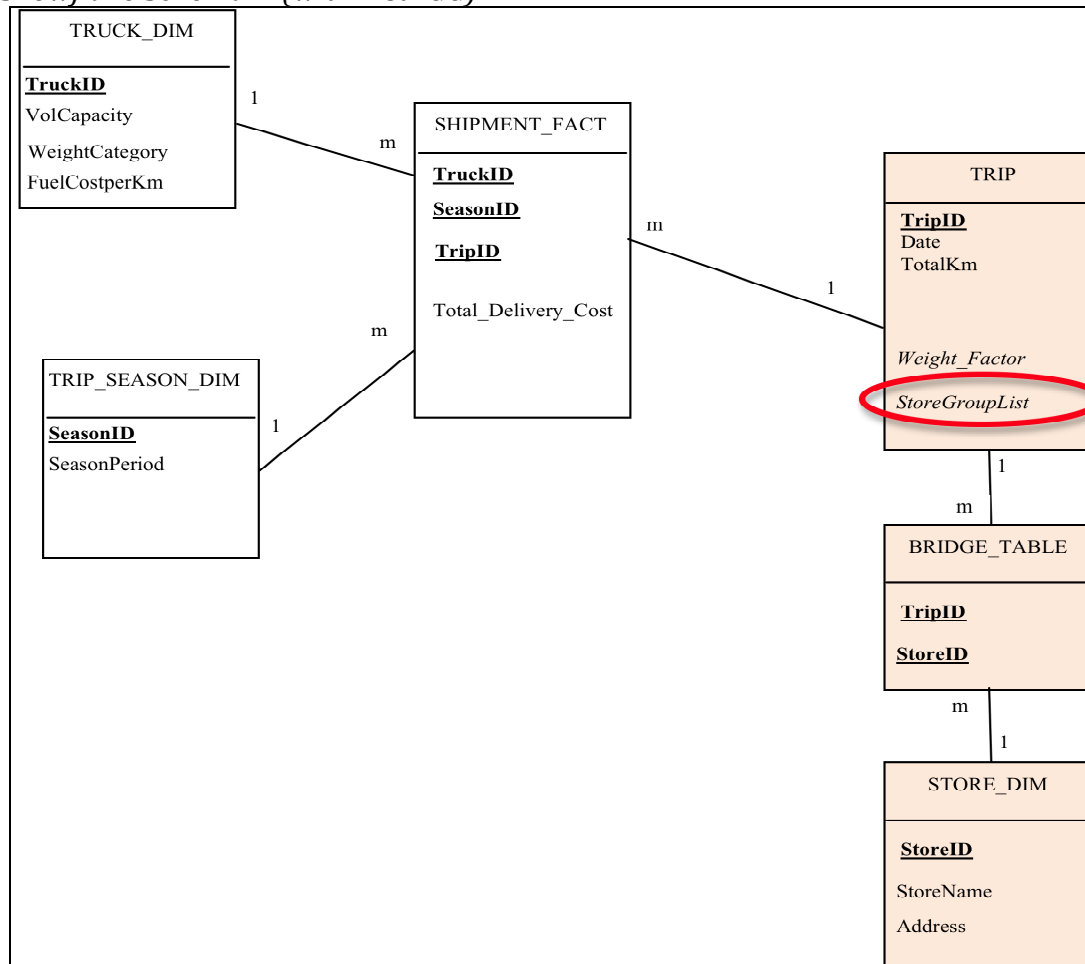 TRUCK_DIM
TruckID
VolCapacity
WeightCategory
FuelCostperKm
1
m
SHIPMENT_FACT
TruckID
SeasonID
TripID
Total_Delivery_Cost
m
1
TRIP
TripID
Date
TotalKm
Weight_Factor
StoreGroupList
m
TRIP_SEASON_DIM
SeasonID
SeasonPeriod
1
1
m
BRIDGE_TABLE
TripID
StoreID
m
1
STORE_DIM
StoreID
StoreName
Address